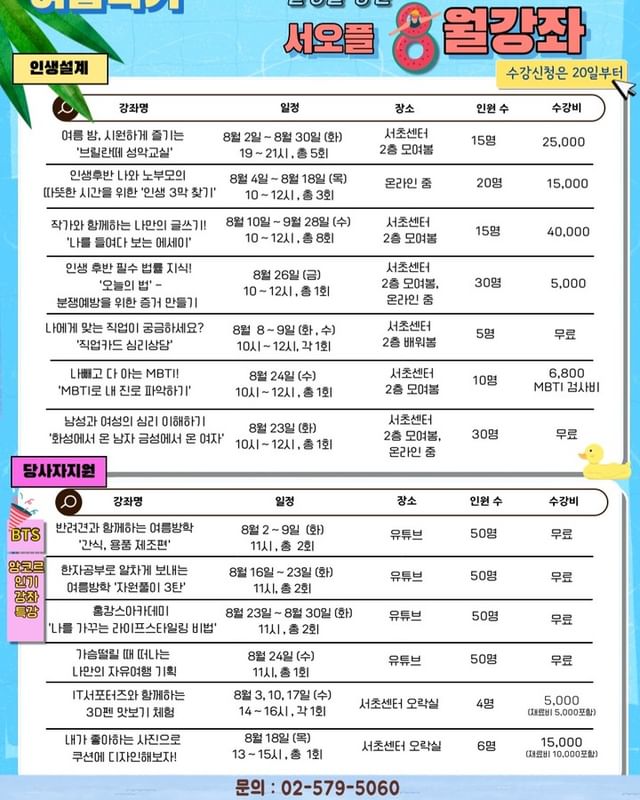 서오플 8월강좌
인생설계
수강신청은 20일부터
강좌명 일정 장소 인원 수 수강비
여름 방, 시원하게 즐기는
'브릴란떼 성악교실'
8월 2일 ~ 8월 30일 (화)
19 ~ 21시, 총 5회
서초센터
2층 모여봄
15명
25,000
인생후반 나와 노부모의
따뜻한 시간을 위한 '인생 3막 찾기'
8월 4일 ~ 8월 18일 (목)
10 ~ 12시, 총 3회
온라인 줌
20명
15,000
작가와 함께하는 나만의 글쓰기!
'나를 들여다 보는 에세이'
8월 10일 ~ 9월 28일 (수)
10 ~ 12시, 총 8회
서초센터
2층 모여봄
15명
40,000
인생 후반 필수 법률 지식!
'오늘의 법' -
분쟁예방을 위한 증거 만들기
8월 26일 (금)
10 ~ 12시, 총 1회
서초센터
2층 모여봄,
온라인 줌
30명
5,000
나에게 맞는 직업이 궁금하세요?
'직업카드 심리상담'
8월 8 ~ 9일 (화, 수)
10시 ~ 12시, 각 1회
서초센터
2층 배워봄
5명
무료
나빼고 다 아는 MBTI!
'MBTI로 내 진로 파악하기'
8월 24일 (수)
10시 ~ 12시, 총 1회
서초센터
2층 모여봄
10명
6,800
MBTI 검사비
남성과 여성의 심리 이해하기
'화성에서 온 남자 금성에서 온 여자'
8월 23일 (화)
10시 ~ 12시, 총 1회
서초센터
2층 모여봄,
온라인 줌
30명
무료
당사자지원
강좌명 일정 장소 인원 수 수강비
BTS
앙코르
인기
강좌
특강
반려견과 함께하는 여름방학
'간식, 용품 제조편'
8월 2 ~ 9일 (화)
11시, 총 2회
유튜브
50명
무료
한자공부로 알차게 보내는
여름방학 '자원풀이 3탄'
8월 16일 ~ 23일 (화)
11시, 총 2회
유튜브
50명
무료
홈캉스아카데미
'나를 가꾸는 라이프스타일링 비법'
8월 23일 ~ 8월 30일 (화)
11시, 총 2회
유튜브
50명
무료
가슴떨릴 때 떠나는
나만의 자유여행 기획
8월 24일 (수)
11시, 총 1회
유튜브
50명
무료
IT서포터즈와 함께하는
3D펜 맛보기 체험
8월 3, 10, 17일 (수)
14 ~ 16시, 각 1회
서초센터 오락실
4명
5,000
(재료비 5,000포함)
내가 좋아하는 사진으로
쿠션에 디자인해보자!
8월 18일 (목)
13 ~ 15시, 총 1회
서초센터 오락실
6명
15,000
(재료비 10,000포함)
문의 : 02-579-5060